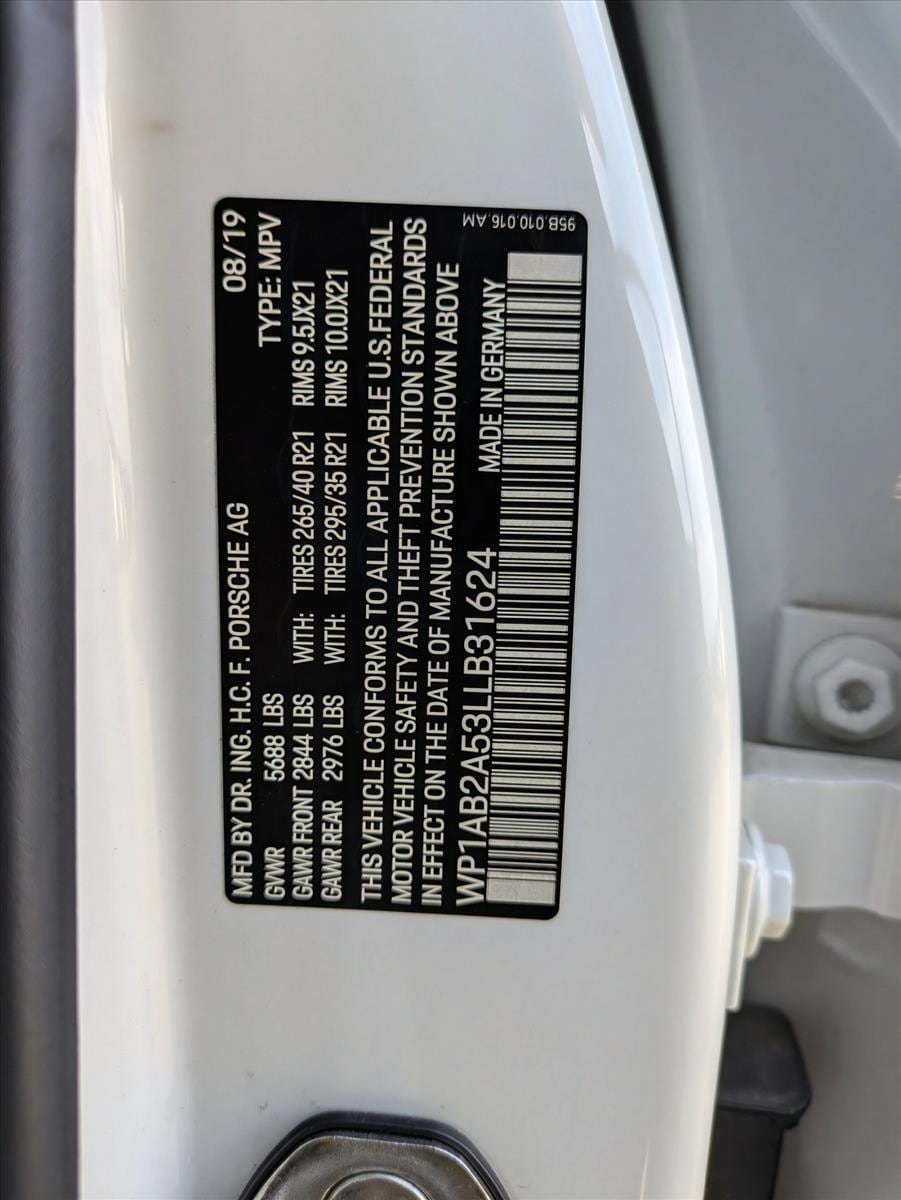 MFD BY DR. ING. H.C. F. PORSCHE AG 08/19
GVWR 5688 LBS TYPE: MPV
GAWR FRONT 2844 LBS WITH: TIRES 265/40 R21 RIMS 9.5JX21
GAWR REAR 2976 LBS WITH: TIRES 295/35 R21 RIMS 10.0JX21
THIS VEHICLE CONFORMS TO ALL APPLICABLE U.S.FEDERAL
MOTOR VEHICLE SAFETY AND THEFT PREVENTION STANDARDS
IN EFFECT ON THE DATE OF MANUFACTURE SHOWN ABOVE
WP1AB2A53LLB31624 MADE IN GERMANY
95B.010.016.AM